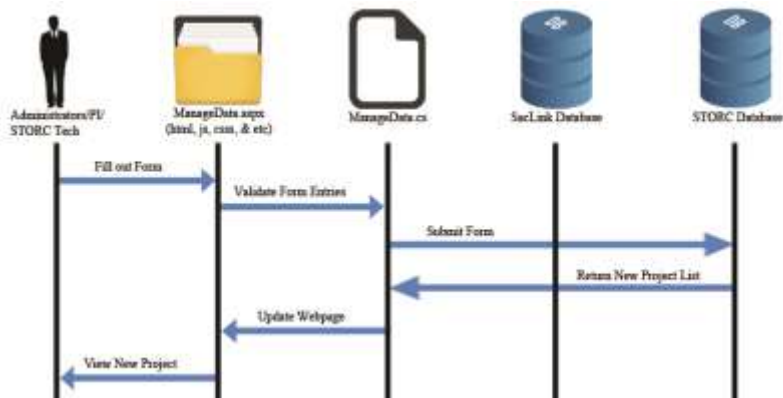 Administrators/PI/
STORC Tech
ManageData.aspx
(html, js, css, & etc)
ManageData.cs
SacLink Database
STORC Database
Fill out Form
Validate Form Entries
Submit Form
Return New Project List
Update Webpage
View New Project